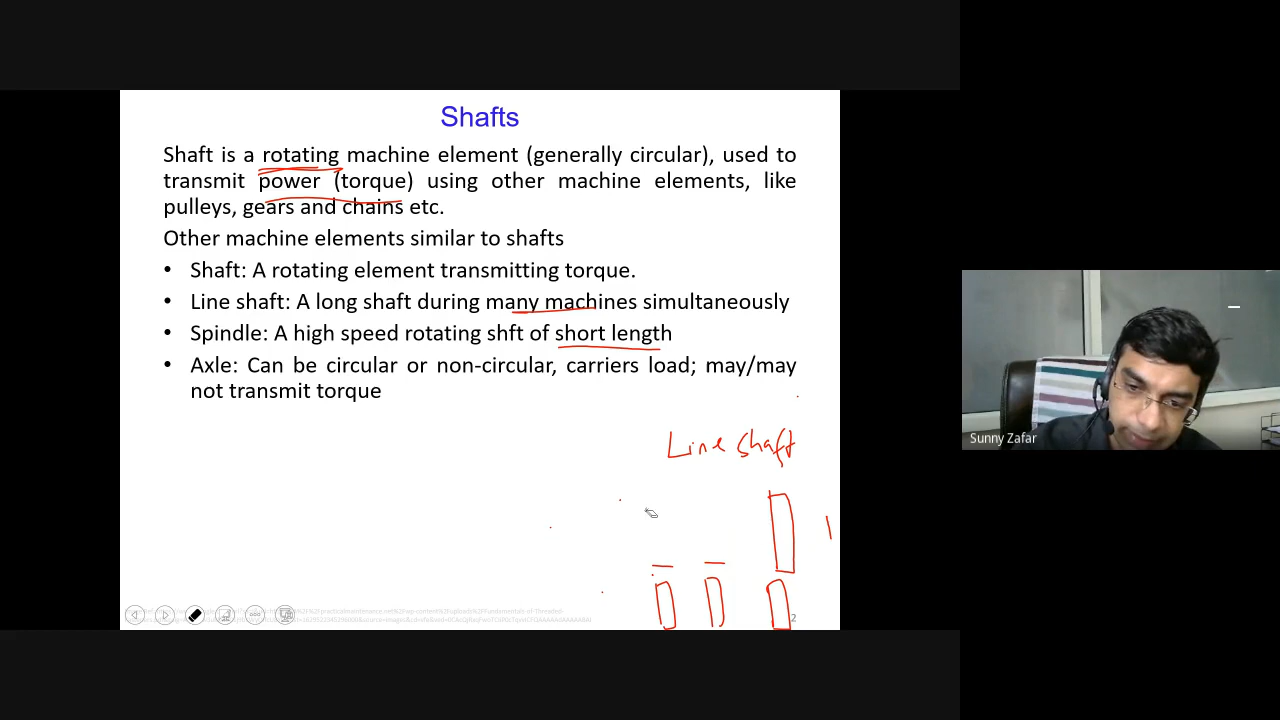 Shafts
Shaft is a rotating machine element (generally circular), used to
transmit power (torque) using other machine elements, like
pulleys, gears and chains etc.
Other machine elements similar to shafts
• Shaft: A rotating element transmitting torque.
• Line shaft: A long shaft during many machines simultaneously
• Spindle: A high speed rotating shft of short length
• Axle: Can be circular or non-circular, carriers load; may/may
not transmit torque
Line shaft
Sunny Zafar
2